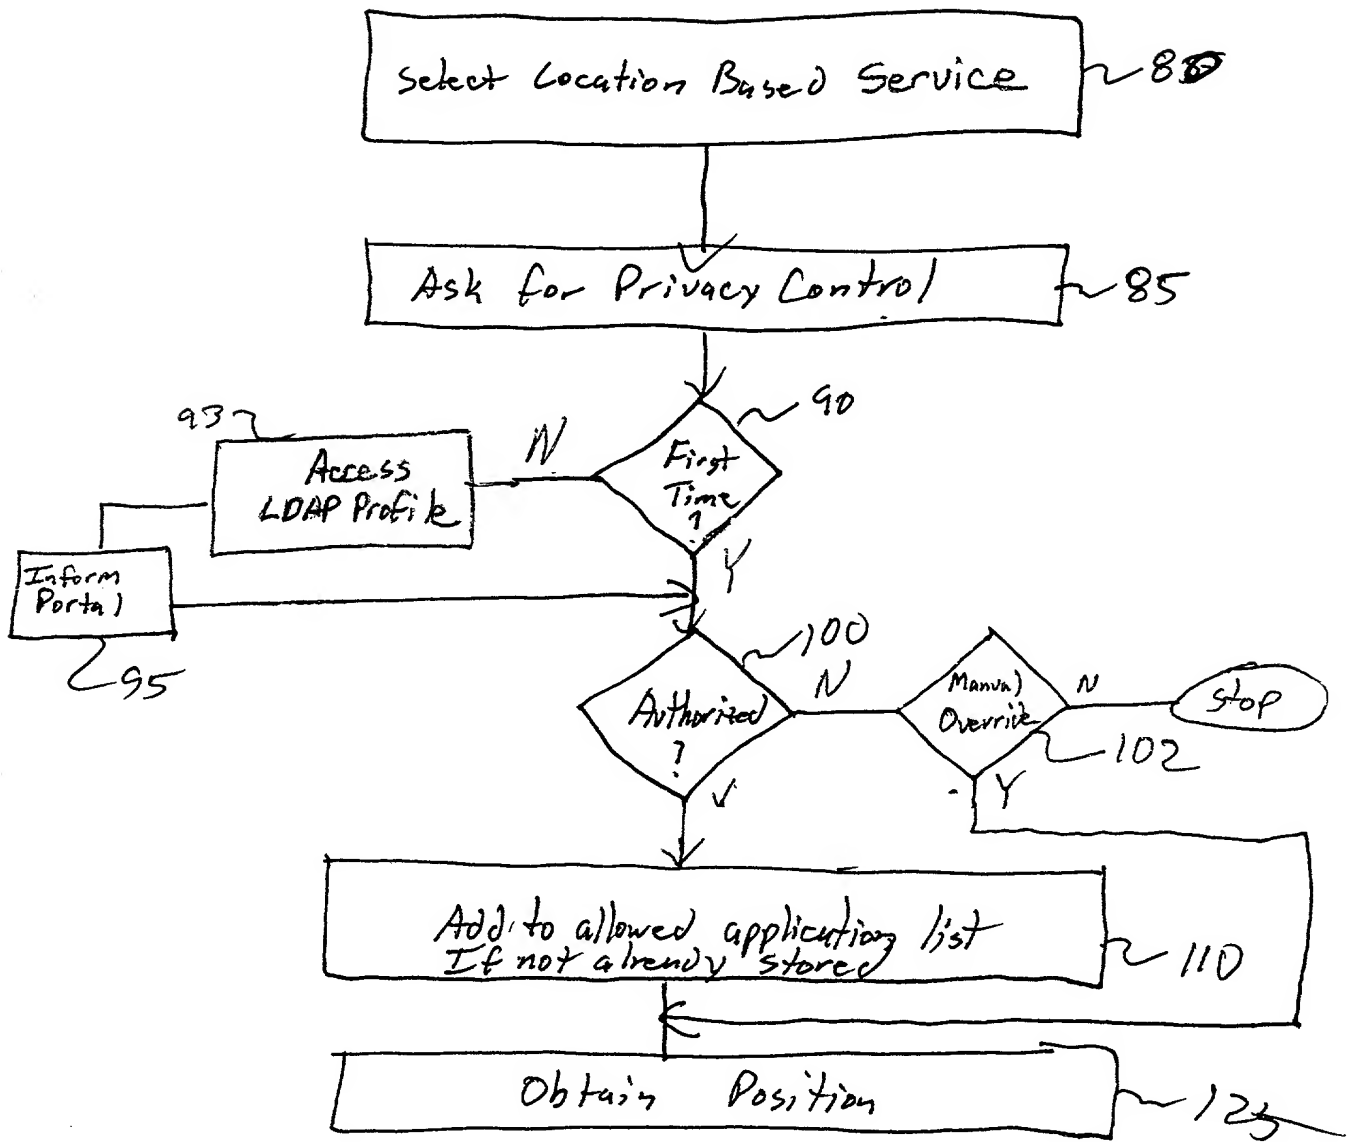 Select Location Based Service
80
Ask for Privacy Control
85
90
93
N
First
Time
?
Access
LDAP Profile
Y
Inform
Portal
95
100
N
Authorized
?
Manual
Override
N
Stop
102
Y
Y
Add to allowed application list
If not already stored
110
Obtain Position
125